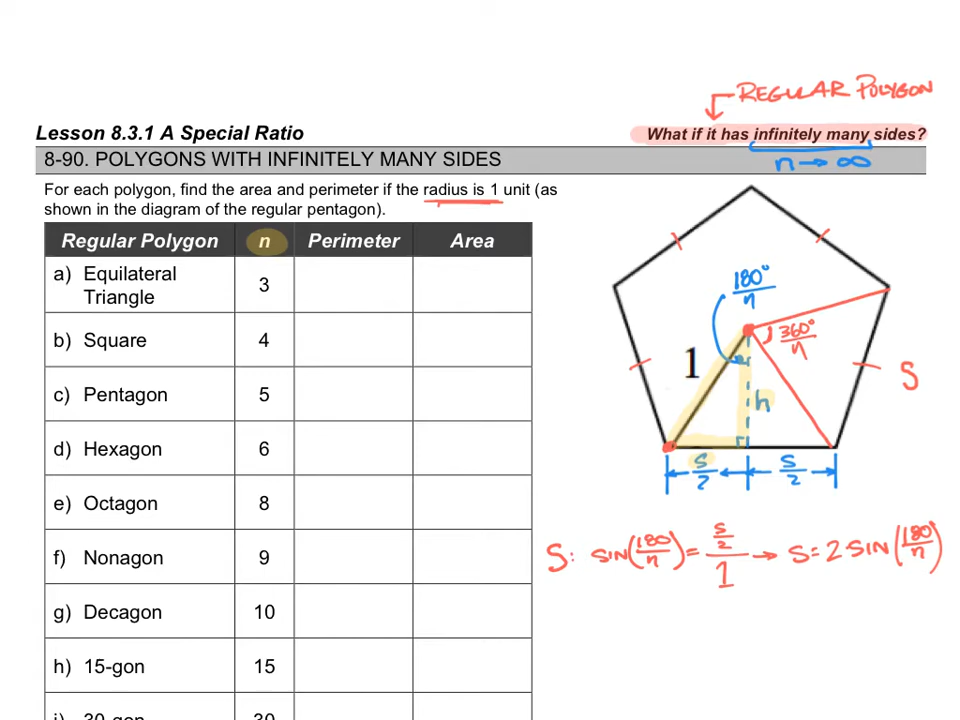 REGULAR POLYGON
Lesson 8.3.1 A Special Ratio
What if it has infinitely many sides?
8-90. POLYGONS WITH INFINITELY MANY SIDES
n → ∞
For each polygon, find the area and perimeter if the radius is 1 unit (as
shown in the diagram of the regular pentagon).
Regular Polygon n Perimeter Area
a) Equilateral
Triangle
3
b) Square 4
c) Pentagon 5
d) Hexagon 6
e) Octagon 8
f) Nonagon 9
g) Decagon 10
h) 15-gon 15
i) 30-gon 30
180°
n
360°
n
1
h
S
s/2 s/2
S: SIN(180/n) = (s/2)/1 → S = 2 SIN(180/n)